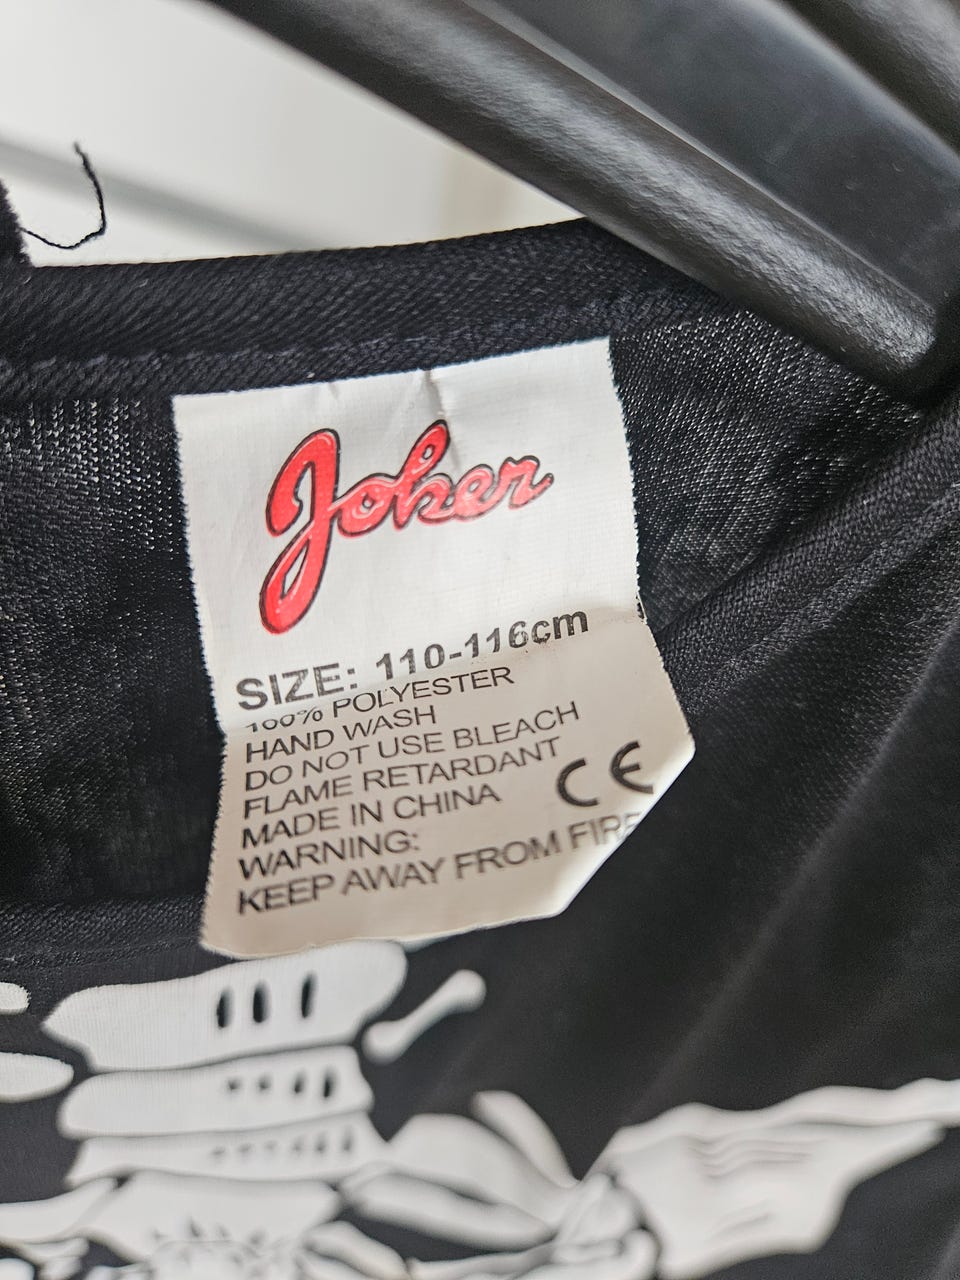 Joker
SIZE: 110-116cm
100% POLYESTER
HAND WASH
DO NOT USE BLEACH
FLAME RETARDANT
MADE IN CHINA
CE
WARNING:
KEEP AWAY FROM FIRE